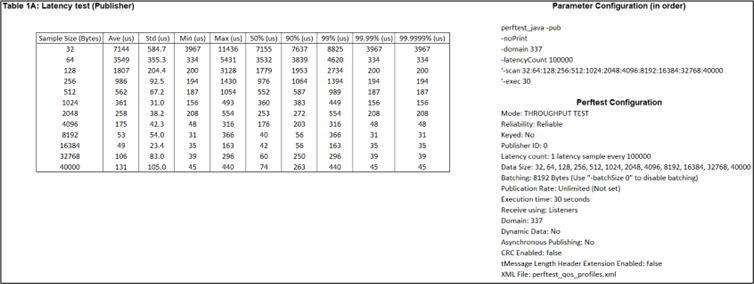 Table 1A: Latency test (Publisher)
Sample Size (Bytes) Ave (us) Std (us) Min (us) Max (us) 50% (us) 90% (us) 99% (us) 99.99% (us) 99.9999% (us)
32 7144 584.7 3967 11436 7155 7637 8825 3967 3967
64 3549 355.3 334 5431 3532 3839 4620 334 334
128 1807 204.4 200 3128 1779 1953 2734 200 200
256 986 92.5 194 1430 976 1064 1394 194 194
512 562 67.2 187 1054 552 587 989 187 187
1024 361 31.0 156 493 360 383 449 156 156
2048 258 38.2 208 554 253 272 554 208 208
4096 175 42.3 48 316 176 203 316 48 48
8192 53 54.0 31 366 40 56 366 31 31
16384 49 23.4 35 163 42 56 163 35 35
32768 106 83.0 39 296 60 250 296 39 39
40000 131 105.0 45 440 74 263 440 45 45
Parameter Configuration (in order)
perftest_java -pub
-noPrint
-domain 337
-latencyCount 100000
'-scan 32:64:128:256:512:1024:2048:4096:8192:16384:32768:40000
'-exec 30
Perftest Configuration
Mode: THROUGHPUT TEST
Reliability: Reliable
Keyed: No
Publisher ID: 0
Latency count: 1 latency sample every 100000
Data Size: 32, 64, 128, 256, 512, 1024, 2048, 4096, 8192, 16384, 32768, 40000
Batching: 8192 Bytes (Use "-batchSize 0" to disable batching)
Publication Rate: Unlimited (Not set)
Execution time: 30 seconds
Receive using: Listeners
Domain: 337
Dynamic Data: No
Asynchronous Publishing: No
CRC Enabled: false
tMessage Length Header Extension Enabled: false
XML File: perftest_qos_profiles.xml